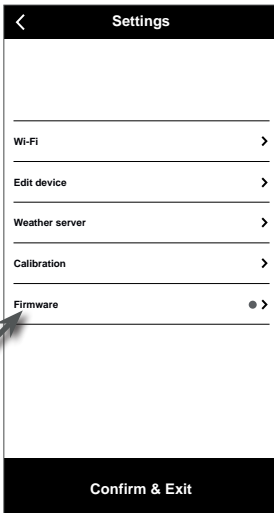 Settings
Wi-Fi
Edit device
Weather server
Calibration
Firmware
Confirm & Exit